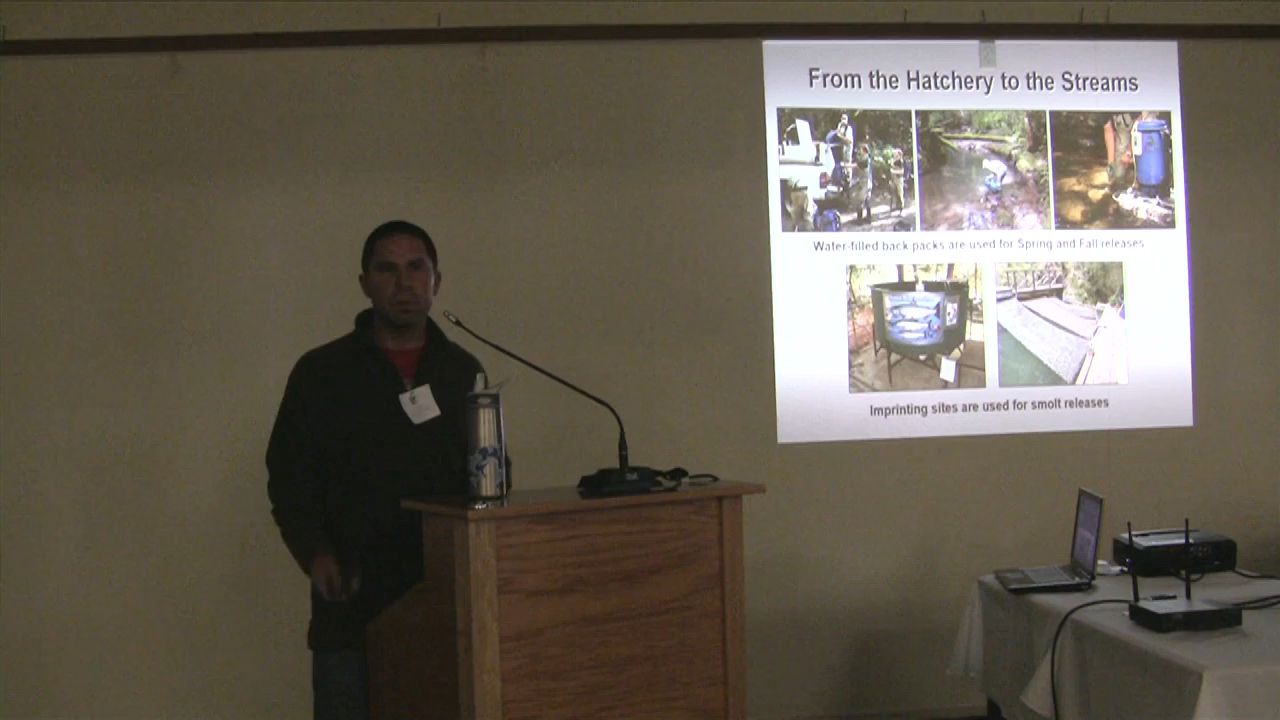 From the Hatchery to the Streams
Water-filled back packs are used for Spring and Fall releases
Imprinting sites are used for smolt releases